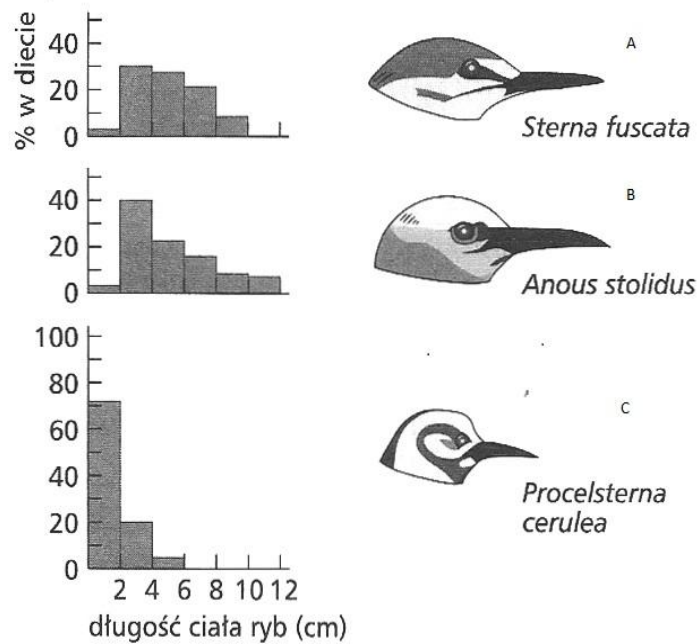 % w diecie
40
20
0
A
Sterna fuscata
40
20
0
B
Anous stolidus
100
80
60
40
20
0
C
Procelsterna
cerulea
2 4 6 8 10 12
długość ciała ryb (cm)